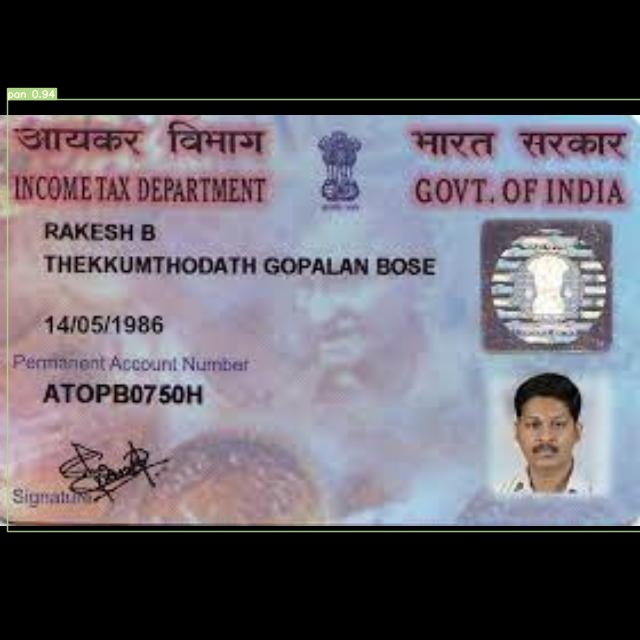 pan 0.94
आयकर विभाग
भारत सरकार
INCOME TAX DEPARTMENT
GOVT. OF INDIA
RAKESH B
THEKKUMTHODATH GOPALAN BOSE
14/05/1986
Permanent Account Number
ATOPB0750H
Signature